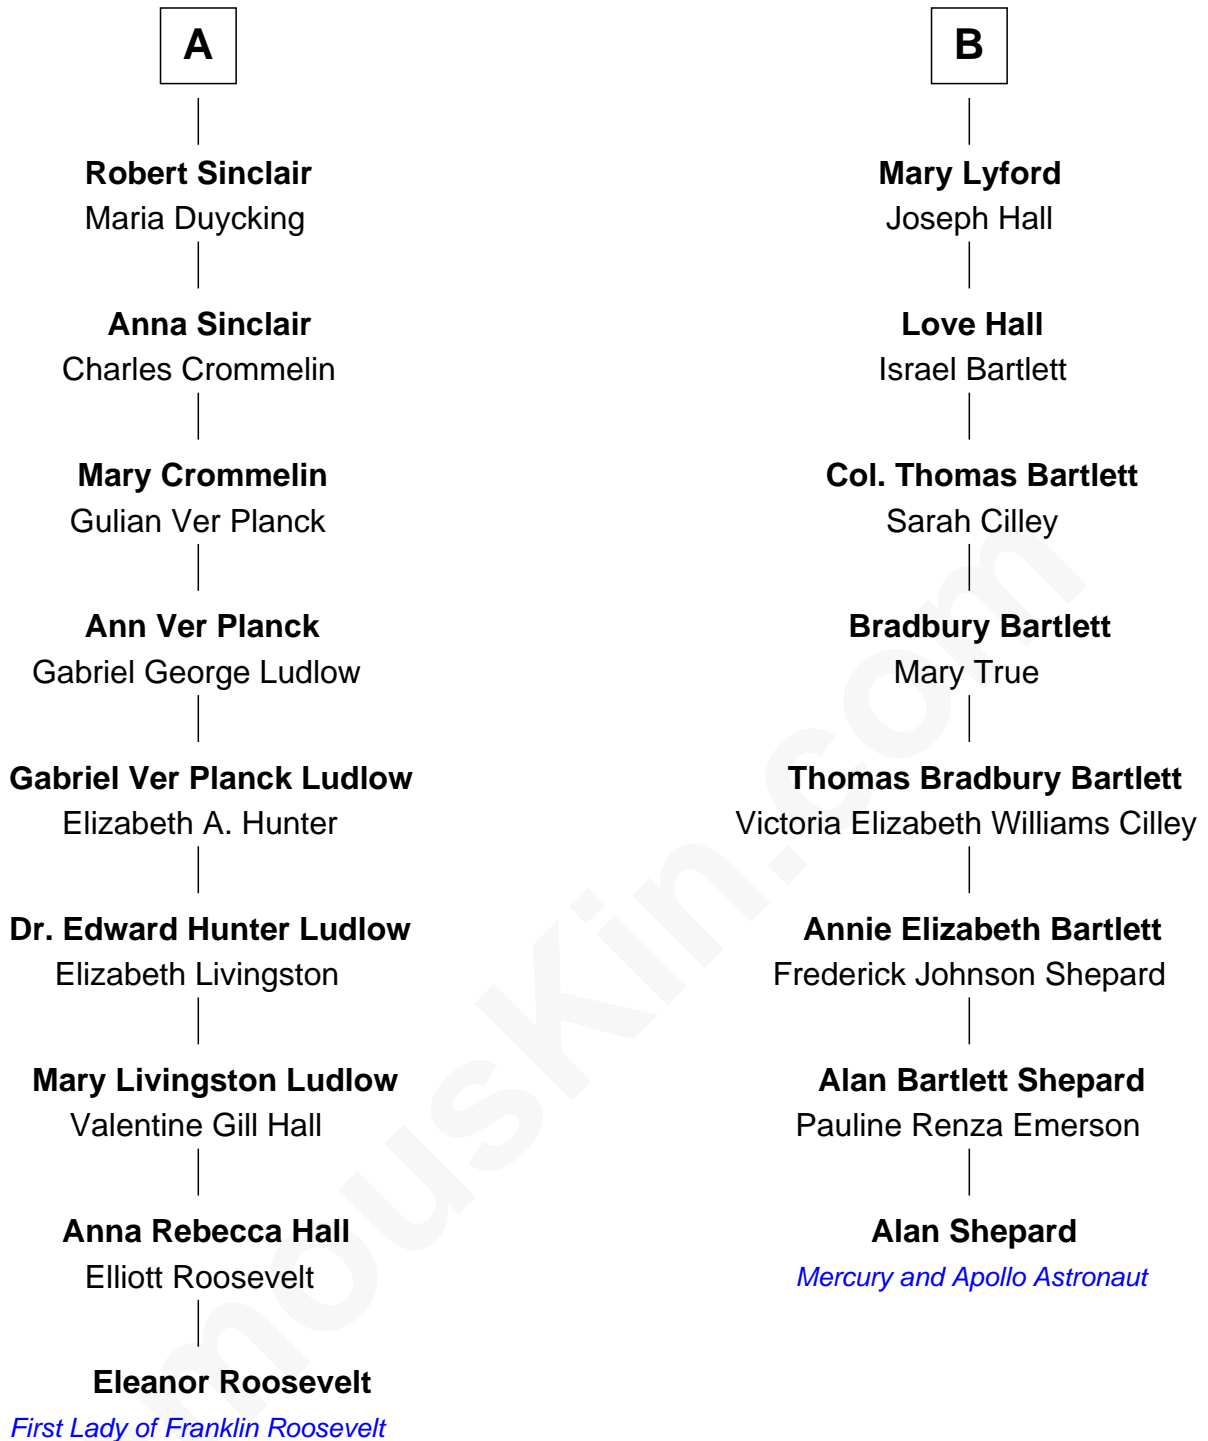 A
Robert Sinclair
Maria Duycking
Anna Sinclair
Charles Crommelin
Mary Crommelin
Gulian Ver Planck
Ann Ver Planck
Gabriel George Ludlow
Gabriel Ver Planck Ludlow
Elizabeth A. Hunter
Dr. Edward Hunter Ludlow
Elizabeth Livingston
Mary Livingston Ludlow
Valentine Gill Hall
Anna Rebecca Hall
Elliott Roosevelt
Eleanor Roosevelt
First Lady of Franklin Roosevelt
B
Mary Lyford
Joseph Hall
Love Hall
Israel Bartlett
Col. Thomas Bartlett
Sarah Cilley
Bradbury Bartlett
Mary True
Thomas Bradbury Bartlett
Victoria Elizabeth Williams Cilley
Annie Elizabeth Bartlett
Frederick Johnson Shepard
Alan Bartlett Shepard
Pauline Renza Emerson
Alan Shepard
Mercury and Apollo Astronaut
mousKin.com